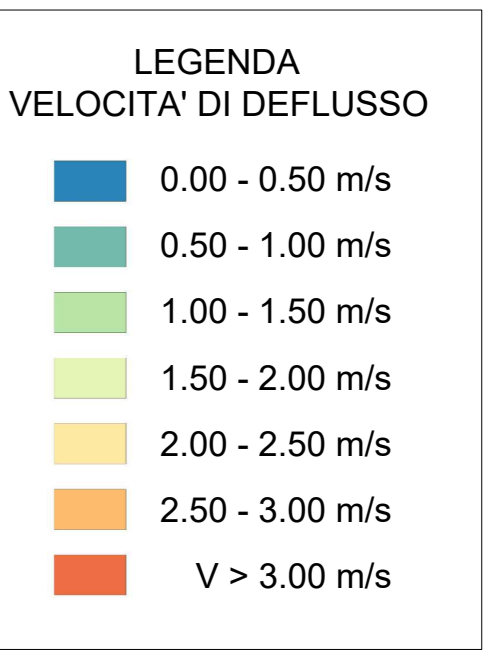 LEGENDA
VELOCITA' DI DEFLUSSO
0.00 - 0.50 m/s
0.50 - 1.00 m/s
1.00 - 1.50 m/s
1.50 - 2.00 m/s
2.00 - 2.50 m/s
2.50 - 3.00 m/s
V > 3.00 m/s